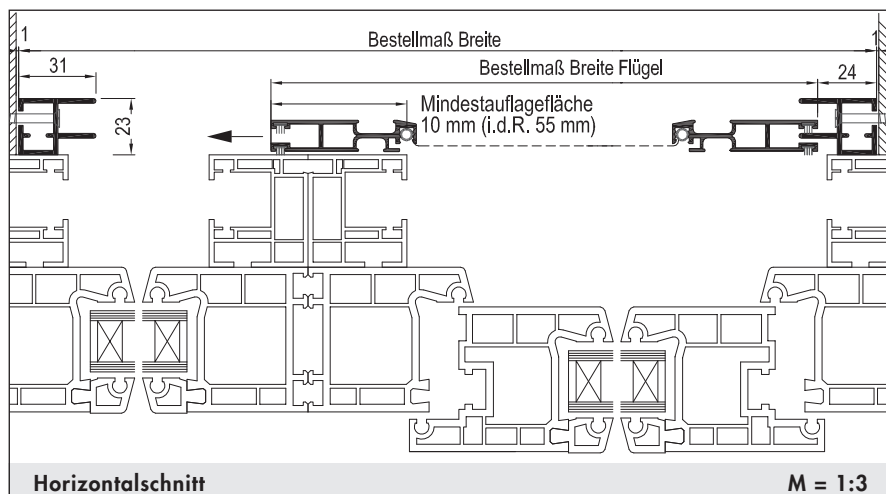 1
Bestellmaß Breite
1
31
Bestellmaß Breite Flügel
24
23
Mindestauflagefläche
10 mm (i.d.R. 55 mm)
Horizontalschnitt
M = 1:3